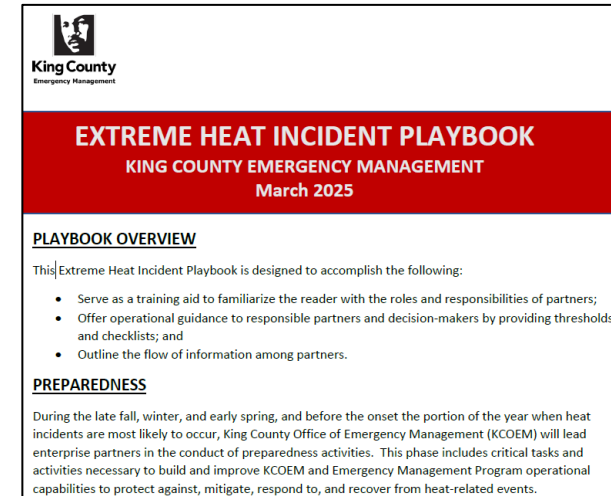 King County
Emergency Management
EXTREME HEAT INCIDENT PLAYBOOK
KING COUNTY EMERGENCY MANAGEMENT
March 2025
PLAYBOOK OVERVIEW
This Extreme Heat Incident Playbook is designed to accomplish the following:
• Serve as a training aid to familiarize the reader with the roles and responsibilities of partners;
• Offer operational guidance to responsible partners and decision-makers by providing thresholds
and checklists; and
• Outline the flow of information among partners.
PREPAREDNESS
During the late fall, winter, and early spring, and before the onset the portion of the year when heat
incidents are most likely to occur, King County Office of Emergency Management (KCOEM) will lead
enterprise partners in the conduct of preparedness activities. This phase includes critical tasks and
activities necessary to build and improve KCOEM and Emergency Management Program operational
capabilities to protect against, mitigate, respond to, and recover from heat-related events.